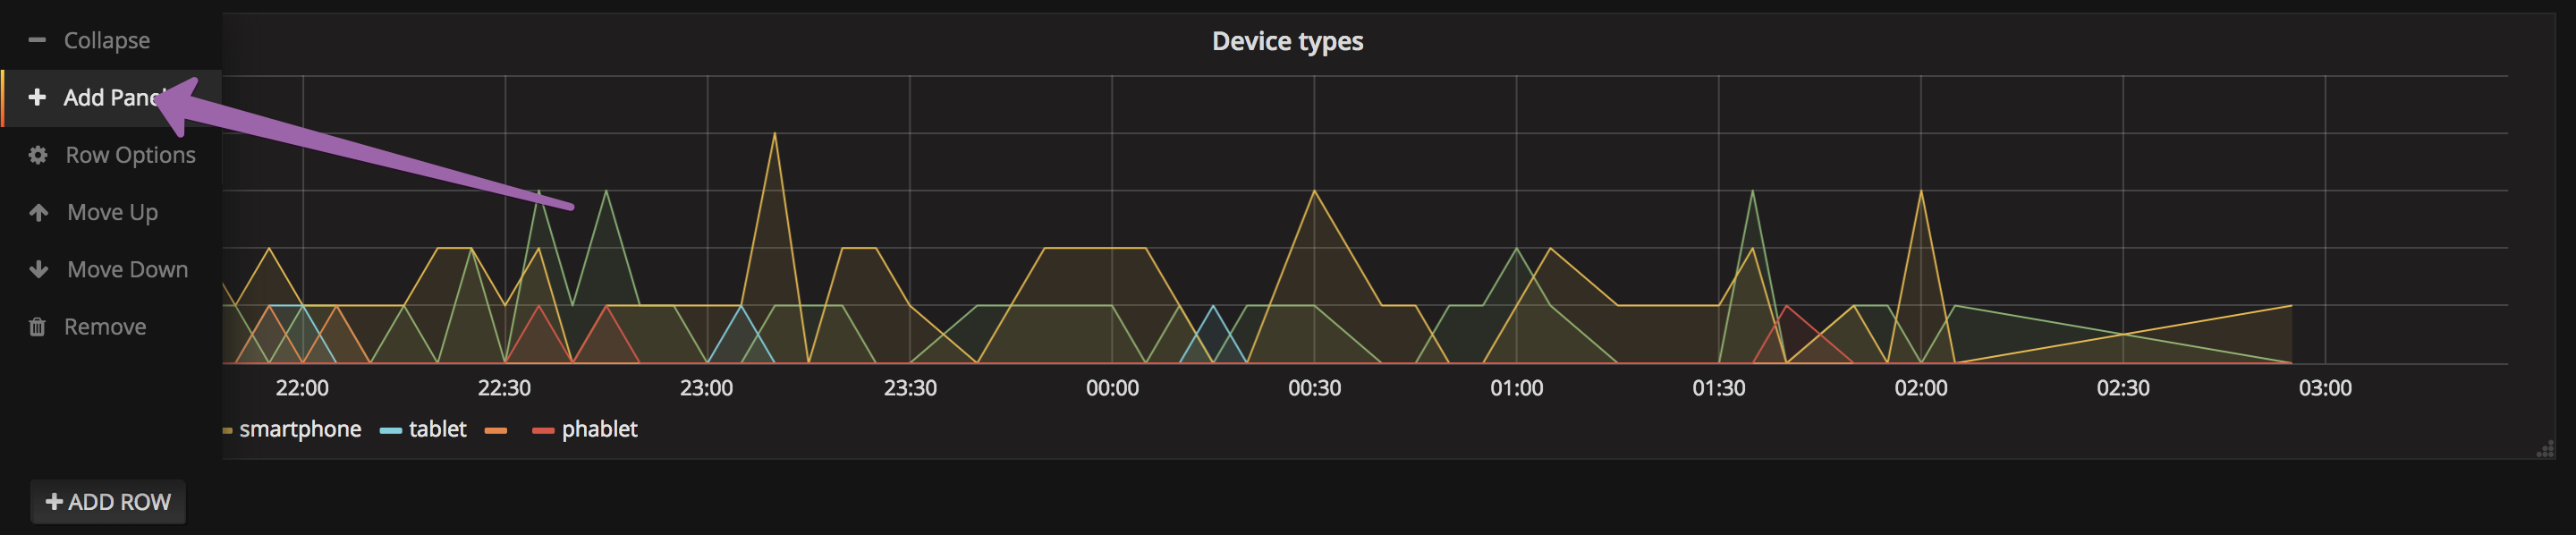 Collapse
Add Panel
Row Options
Move Up
Move Down
Remove
ADD ROW
Device types
22:00 22:30 23:00 23:30 00:00 00:30 01:00 01:30 02:00 02:30 03:00
smartphone tablet phablet